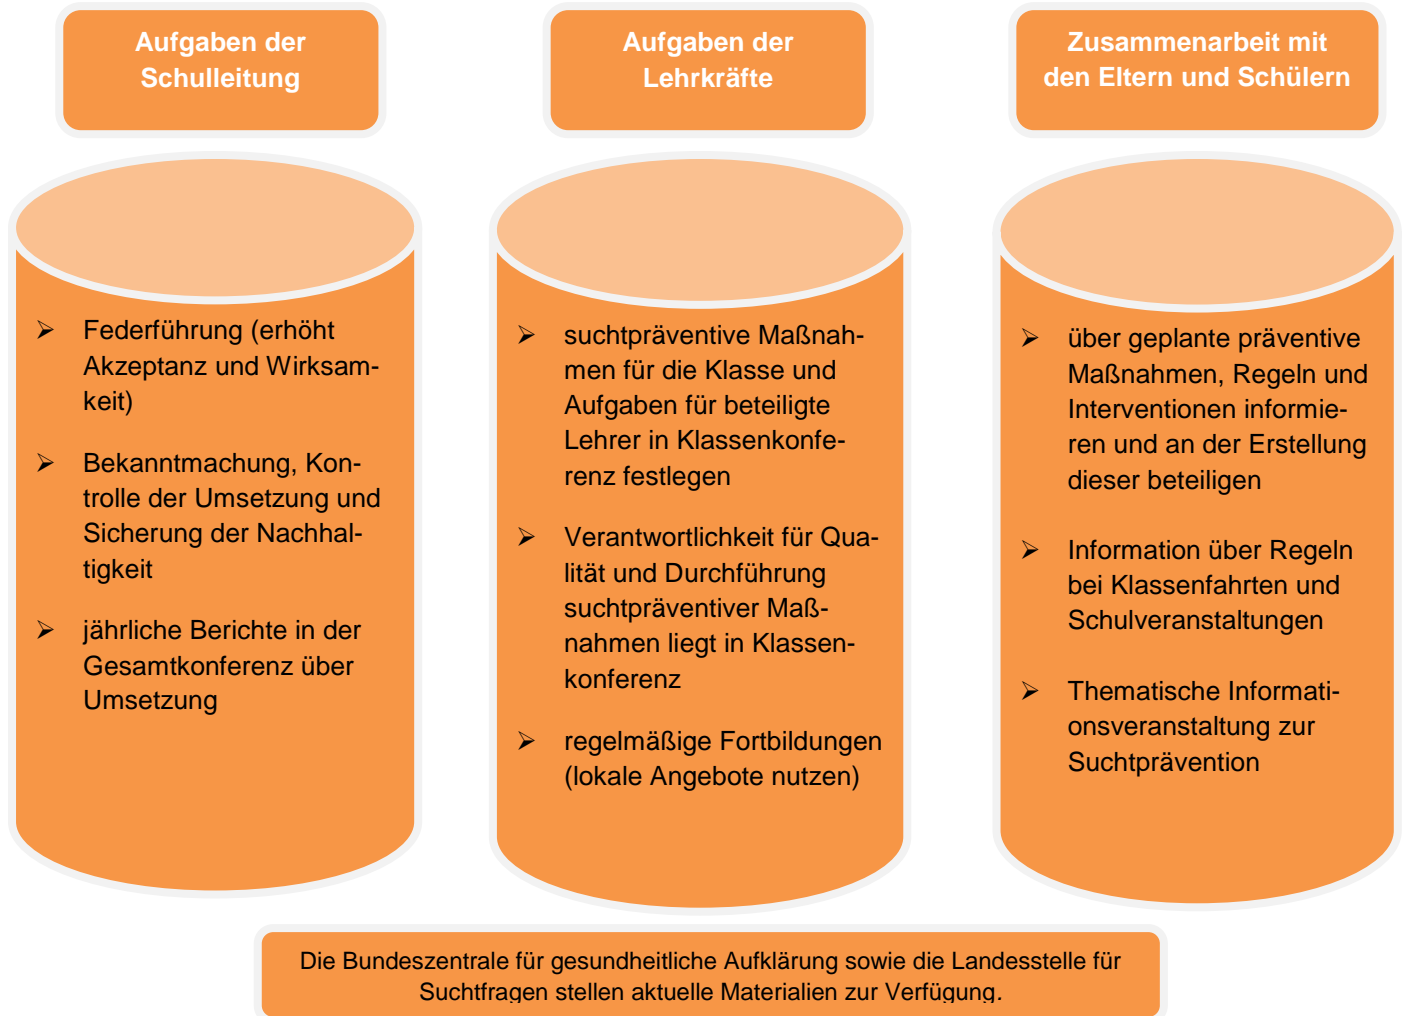 Aufgaben der
Schulleitung
Aufgaben der
Lehrkräfte
Zusammenarbeit mit
den Eltern und Schülern
➢ Federführung (erhöht
Akzeptanz und Wirksam-
keit)
➢ Bekanntmachung, Kon-
trolle der Umsetzung und
Sicherung der Nachhal-
tigkeit
➢ jährliche Berichte in der
Gesamtkonferenz über
Umsetzung
➢ suchtpräventive Maßnah-
men für die Klasse und
Aufgaben für beteiligte
Lehrer in Klassenkonfe-
renz festlegen
➢ Verantwortlichkeit für Qua-
lität und Durchführung
suchtpräventiver Maß-
nahmen liegt in Klassen-
konferenz
➢ regelmäßige Fortbildungen
(lokale Angebote nutzen)
➢ über geplante präventive
Maßnahmen, Regeln und
Interventionen informie-
ren und an der Erstellung
dieser beteiligen
➢ Information über Regeln
bei Klassenfahrten und
Schulveranstaltungen
➢ Thematische Informati-
onsveranstaltung zur
Suchtprävention
Die Bundeszentrale für gesundheitliche Aufklärung sowie die Landesstelle für
Suchtfragen stellen aktuelle Materialien zur Verfügung.